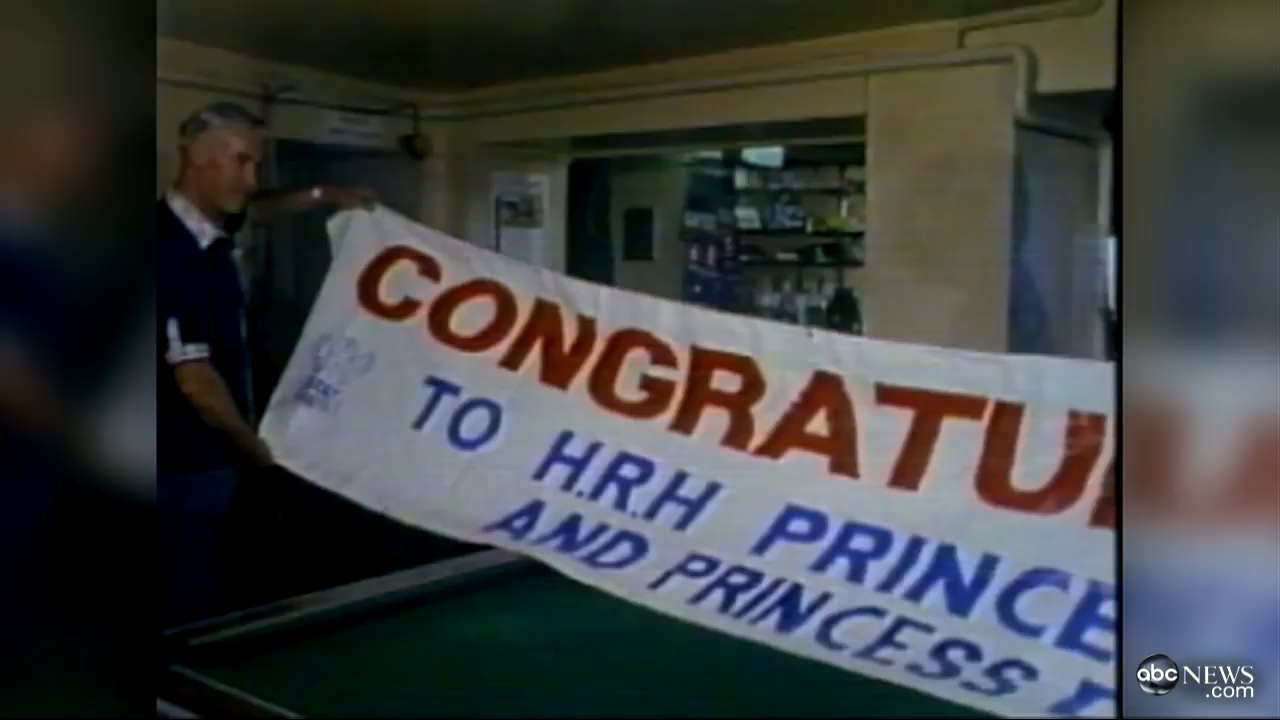 CONGRATU
TO H.R.H PRINCE
AND PRINCESS
abc NEWS
.com